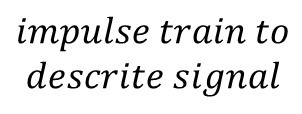 impulse train to
descrite signal